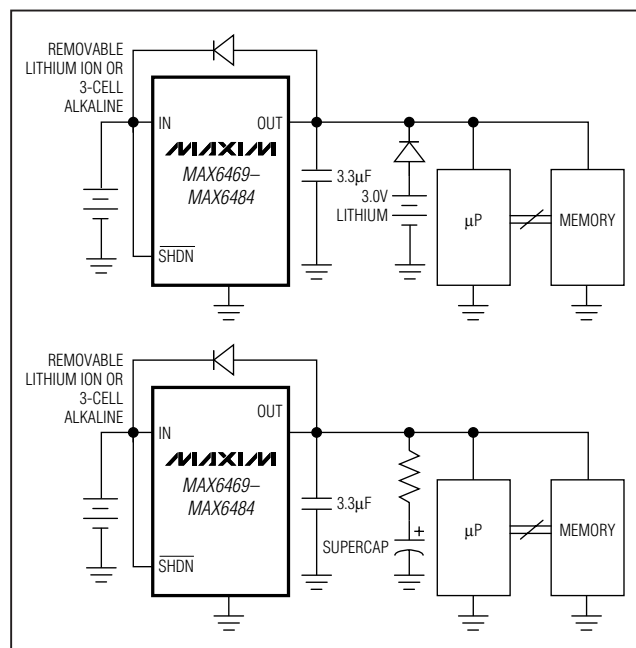 REMOVABLE
LITHIUM ION OR
3-CELL
ALKALINE
IN
OUT
MAXIM
MAX6469–
MAX6484
SHDN
3.3μF
3.0V
LITHIUM
μP
MEMORY
REMOVABLE
LITHIUM ION OR
3-CELL
ALKALINE
IN
OUT
MAXIM
MAX6469–
MAX6484
SHDN
3.3μF
+
SUPERCAP
μP
MEMORY